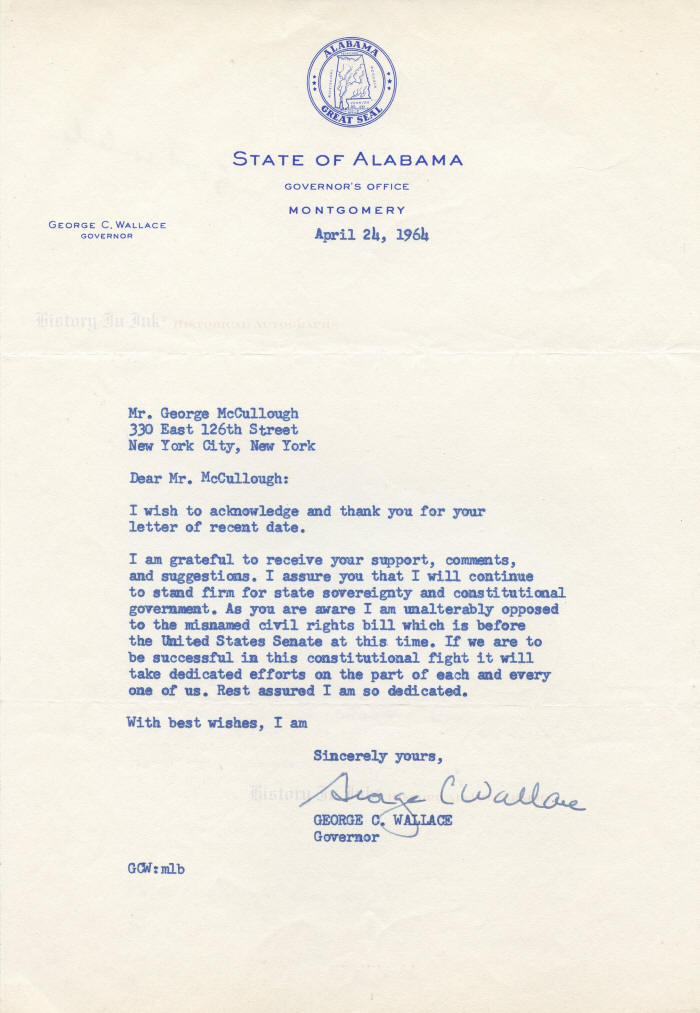 ALABAMA
GREAT SEAL
STATE OF ALABAMA
GOVERNOR'S OFFICE
MONTGOMERY
GEORGE C. WALLACE
GOVERNOR
April 24, 1964
History In Ink® HISTORICAL AUTOGRAPHS
Mr. George McCullough
330 East 126th Street
New York City, New York
Dear Mr. McCullough:
I wish to acknowledge and thank you for your
letter of recent date.
I am grateful to receive your support, comments,
and suggestions. I assure you that I will continue
to stand firm for state sovereignty and constitutional
government. As you are aware I am unalterably opposed
to the misnamed civil rights bill which is before
the United States Senate at this time. If we are to
be successful in this constitutional fight it will
take dedicated efforts on the part of each and every
one of us. Rest assured I am so dedicated.
With best wishes, I am
Sincerely yours,
History In Ink
George C Wallace
GEORGE C. WALLACE
Governor
GCW:mlb